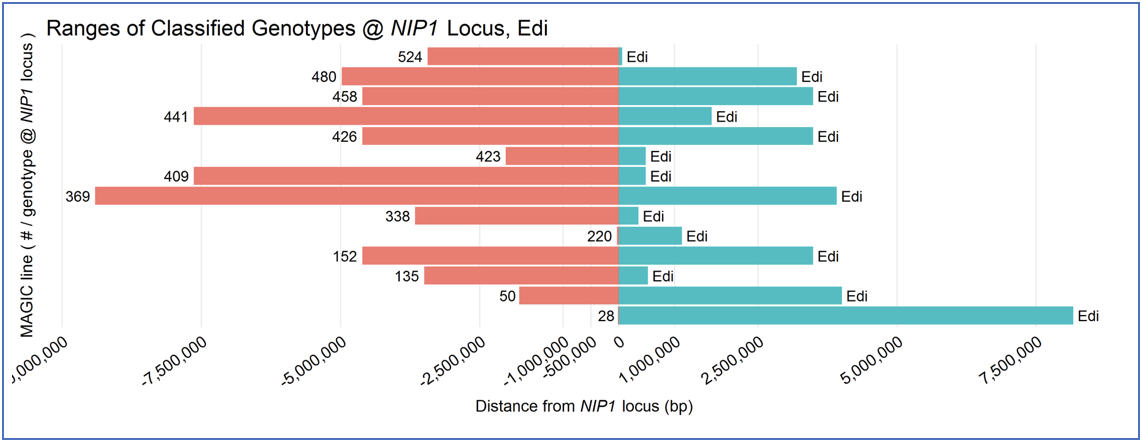 Ranges of Classified Genotypes @ NIP1 Locus, Edi
MAGIC line ( # / genotype @ NIP1 locus )
524 Edi
480 Edi
458 Edi
441 Edi
426 Edi
423 Edi
409 Edi
369 Edi
338 Edi
220 Edi
152 Edi
135 Edi
50 Edi
28 Edi
0,000,000 -7,500,000 -5,000,000 -2,500,000 -1,000,000 -500,000 0 1,000,000 2,500,000 5,000,000 7,500,000
Distance from NIP1 locus (bp)